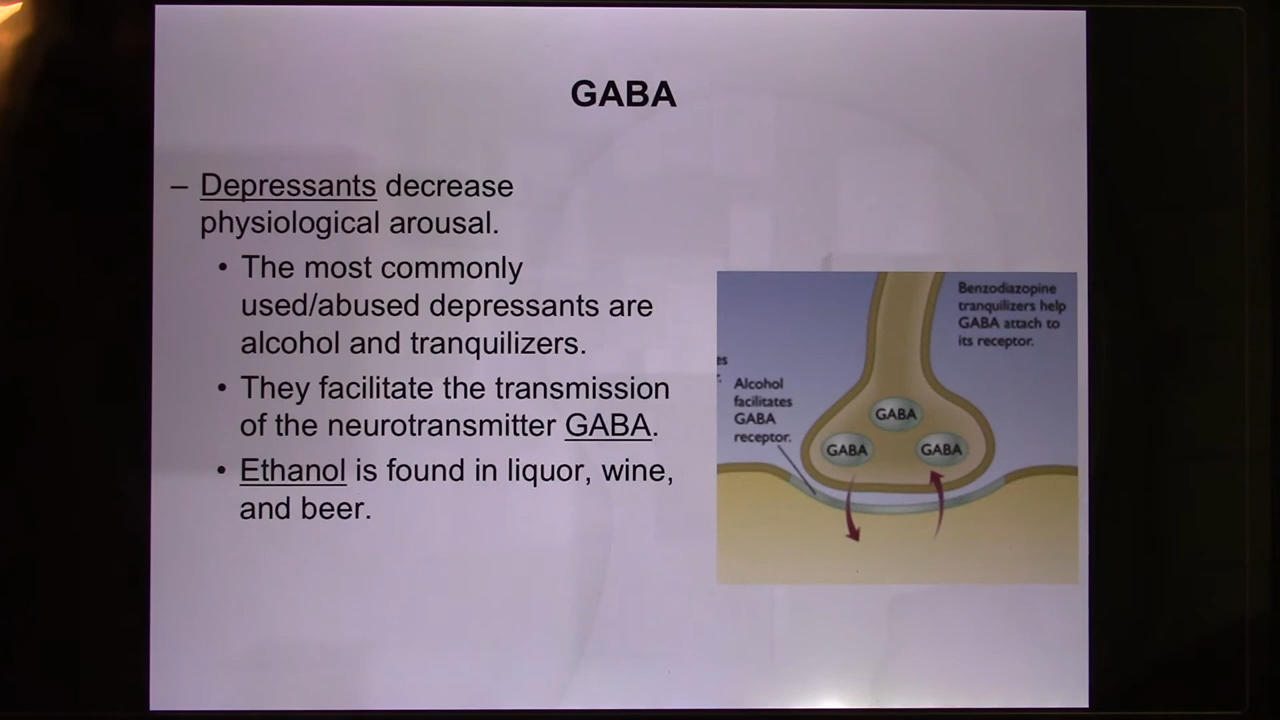 GABA
– Depressants decrease
physiological arousal.
• The most commonly
used/abused depressants are
alcohol and tranquilizers.
• They facilitate the transmission
of the neurotransmitter GABA.
• Ethanol is found in liquor, wine,
and beer.
Benzodiazopine
tranquilizers help
GABA attach to
its receptor.
es
r.
Alcohol
facilitates
GABA
receptor.
GABA
GABA
GABA